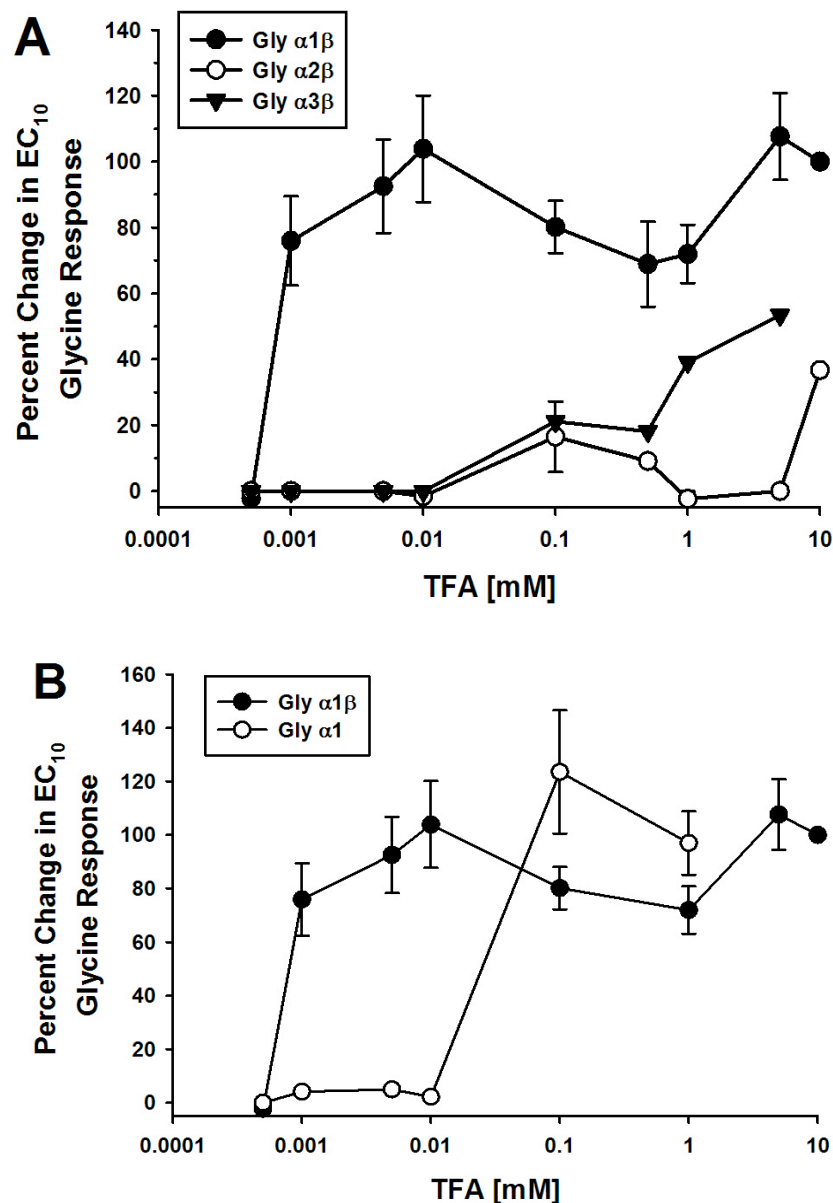 A
Gly α1β
Gly α2β
Gly α3β
Percent Change in EC10
Glycine Response
140
120
100
80
60
40
20
0
0.0001 0.001 0.01 0.1 1 10
TFA [mM]
B
Gly α1β
Gly α1
Percent Change in EC10
Glycine Response
160
140
120
100
80
60
40
20
0
0.0001 0.001 0.01 0.1 1 10
TFA [mM]